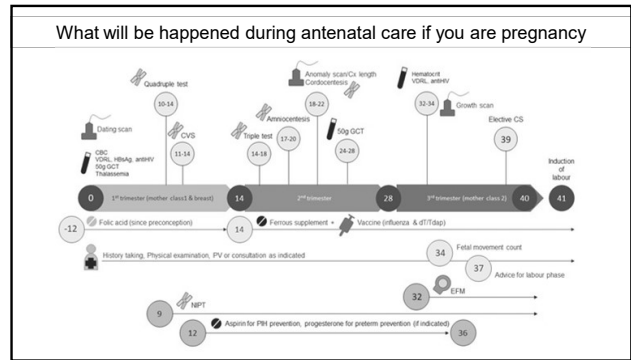 What will be happened during antenatal care if you are pregnancy
Anomaly scan/Cx length
Cordocentesis
Hematocrit
VDRL, antiHIV
Quadruple test
18-22
32-34
Growth scan
10-14
Amniocentesis
Elective CS
Dating scan
CVS
Triple test
17-20
50g GCT
39
11-14
14-18
24-28
CBC
VDRL, HBsAg, antiHIV
50g GCT
Thalassemia
Induction
of
labour
0
1st trimester (mother class1 & breast)
14
2nd trimester
28
3rd trimester (mother class 2)
40
41
-12
Folic acid (since preconception)
14
Ferrous supplement +
Vaccine (influenza & dT/Tdap)
History taking, Physical examination, PV or consultation as indicated
34
Fetal movement count
37
Advice for labour phase
32
EFM
9
NIPT
12
Aspirin for PIH prevention, progesterone for preterm prevention (if indicated)
36